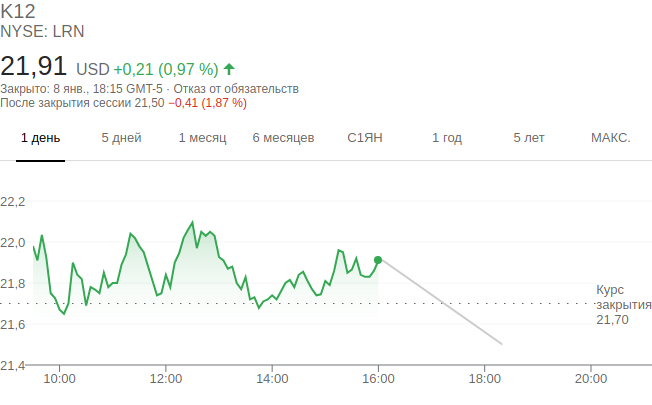 K12
NYSE: LRN
21,91 USD +0,21 (0,97 %)
Закрыто: 8 янв., 18:15 GMT-5 · Отказ от обязательств
После закрытия сессии 21,50 −0,41 (1,87 %)
1 день 5 дней 1 месяц 6 месяцев С1ЯН 1 год 5 лет МАКС.
22,2
22,0
21,8
Курс
закрытия
21,70
21,6
21,4
10:00 12:00 14:00 16:00 18:00 20:00